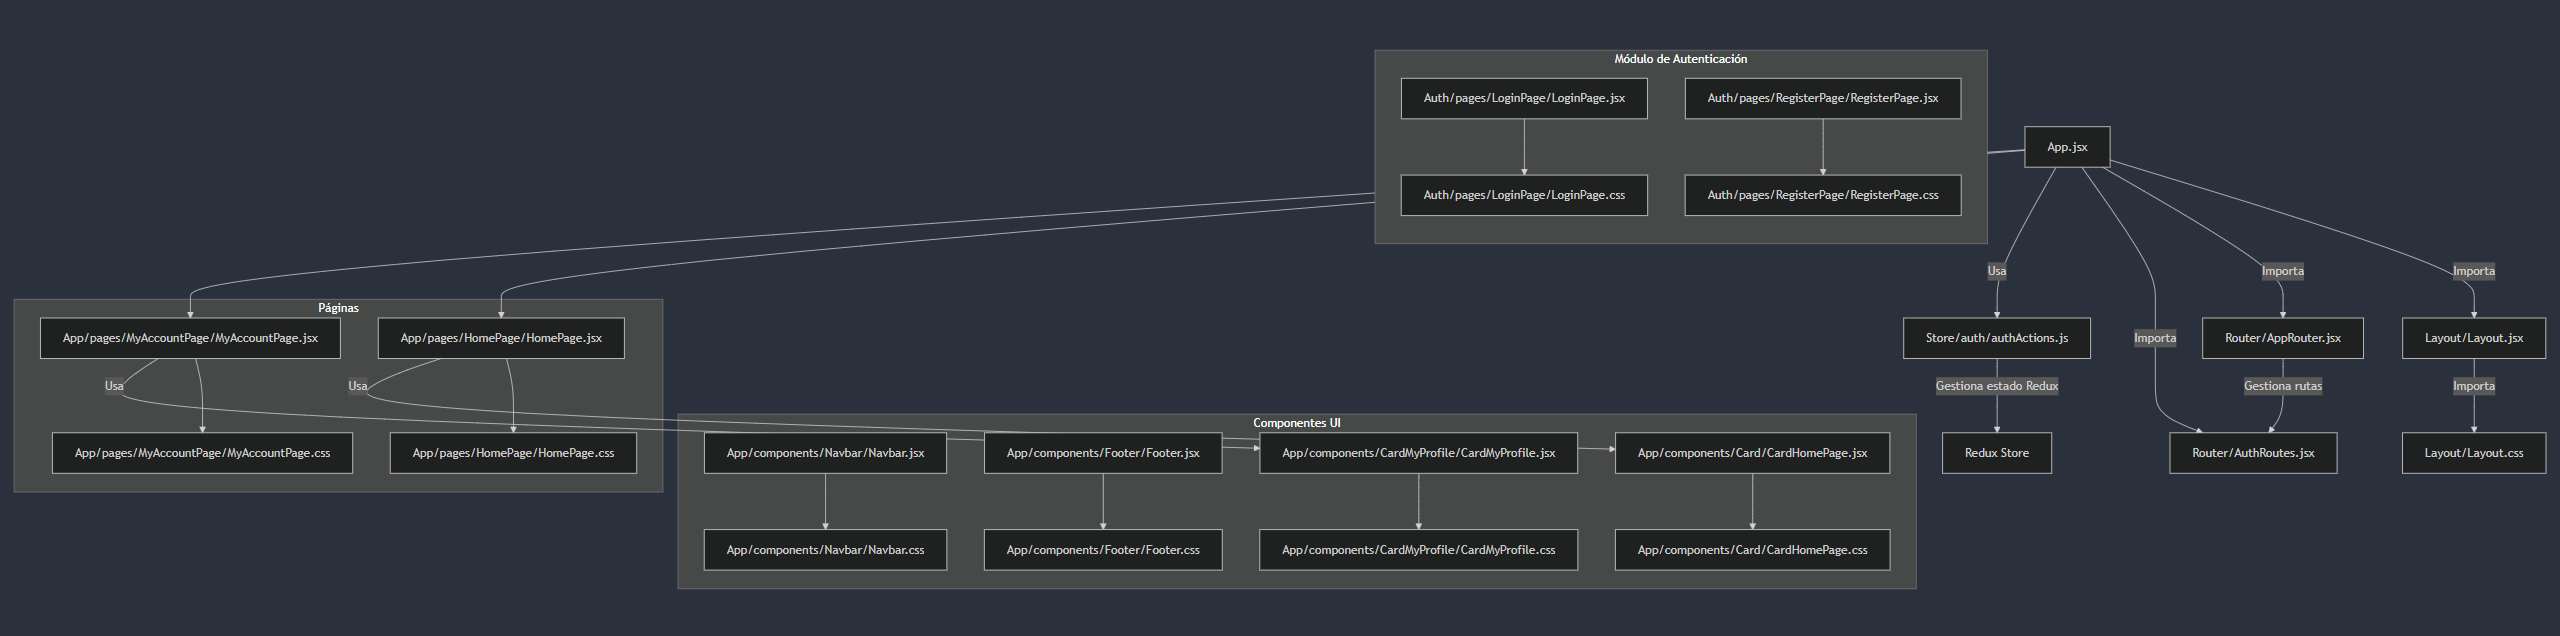 Módulo de Autenticación
Auth/pages/LoginPage/LoginPage.jsx
Auth/pages/RegisterPage/RegisterPage.jsx
App.jsx
Auth/pages/LoginPage/LoginPage.css
Auth/pages/RegisterPage/RegisterPage.css
Usa
Importa
Importa
Páginas
App/pages/MyAccountPage/MyAccountPage.jsx
App/pages/HomePage/HomePage.jsx
Store/auth/authActions.js
Importa
Router/AppRouter.jsx
Layout/Layout.jsx
Usa
Usa
Gestiona estado Redux
Gestiona rutas
Importa
Componentes UI
App/pages/MyAccountPage/MyAccountPage.css
App/pages/HomePage/HomePage.css
App/components/Navbar/Navbar.jsx
App/components/Footer/Footer.jsx
App/components/CardMyProfile/CardMyProfile.jsx
App/components/Card/CardHomePage.jsx
Redux Store
Router/AuthRoutes.jsx
Layout/Layout.css
App/components/Navbar/Navbar.css
App/components/Footer/Footer.css
App/components/CardMyProfile/CardMyProfile.css
App/components/Card/CardHomePage.css